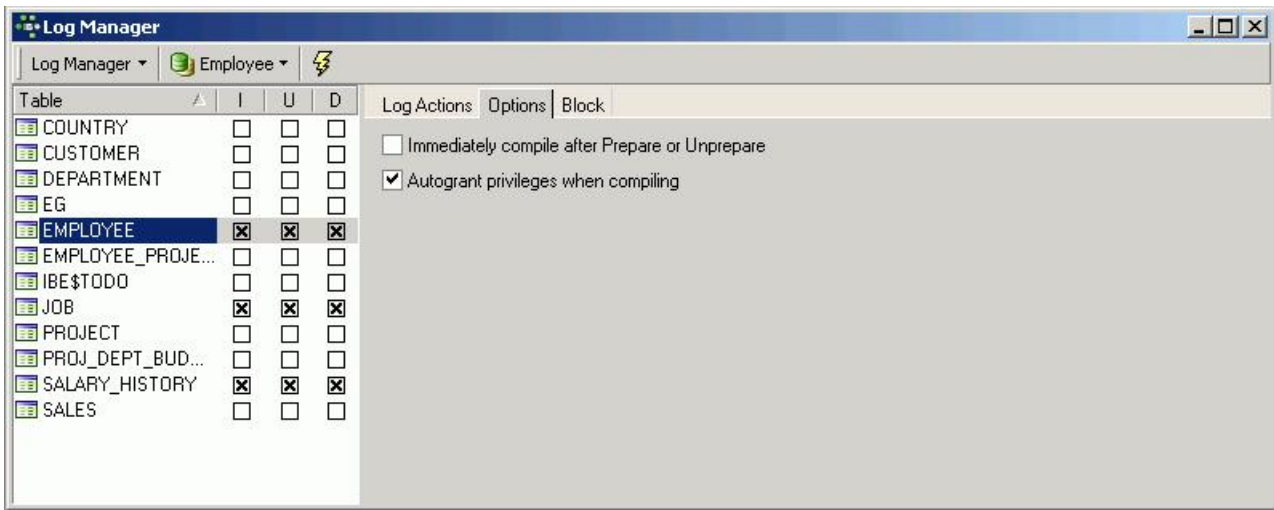 Log Manager
Log Manager Employee
Table I U D
COUNTRY
CUSTOMER
DEPARTMENT
EG
EMPLOYEE
EMPLOYEE_PROJE...
IBE$TODO
JOB
PROJECT
PROJ_DEPT_BUD...
SALARY_HISTORY
SALES
Log Actions Options Block
Immediately compile after Prepare or Unprepare
Autogrant privileges when compiling